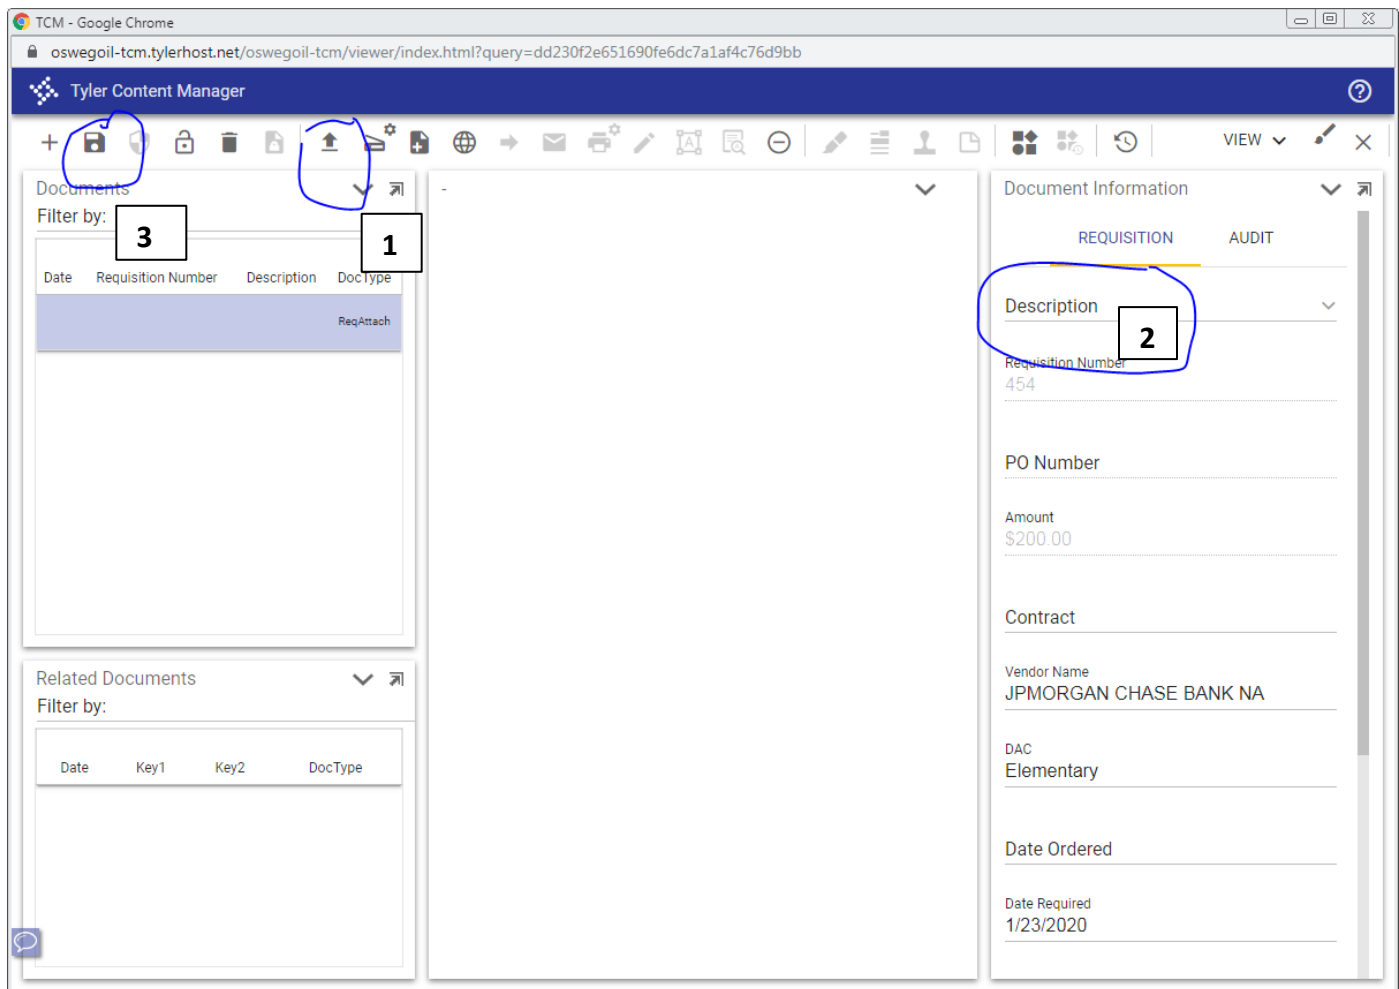 TCM - Google Chrome
oswegoil-tcm.tylerhost.net/oswegoil-tcm/viewer/index.html?query=dd230f2e651690fe6dc7a1af4c76d9bb
Tyler Content Manager
VIEW
Documents
Filter by:
3
1
Date Requisition Number Description DocType
ReqAttach
Related Documents
Filter by:
Date Key1 Key2 DocType
-
Document Information
REQUISITION AUDIT
Description
2
Requisition Number
454
PO Number
Amount
$200.00
Contract
Vendor Name
JPMORGAN CHASE BANK NA
DAC
Elementary
Date Ordered
Date Required
1/23/2020